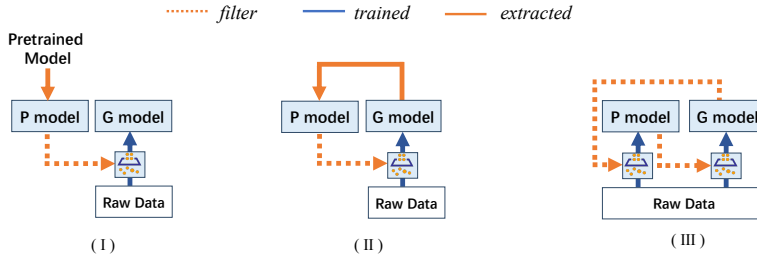 filter trained extracted
Pretrained
Model
P model G model
Raw Data
( I )
P model G model
Raw Data
( II )
P model G model
Raw Data
( III )